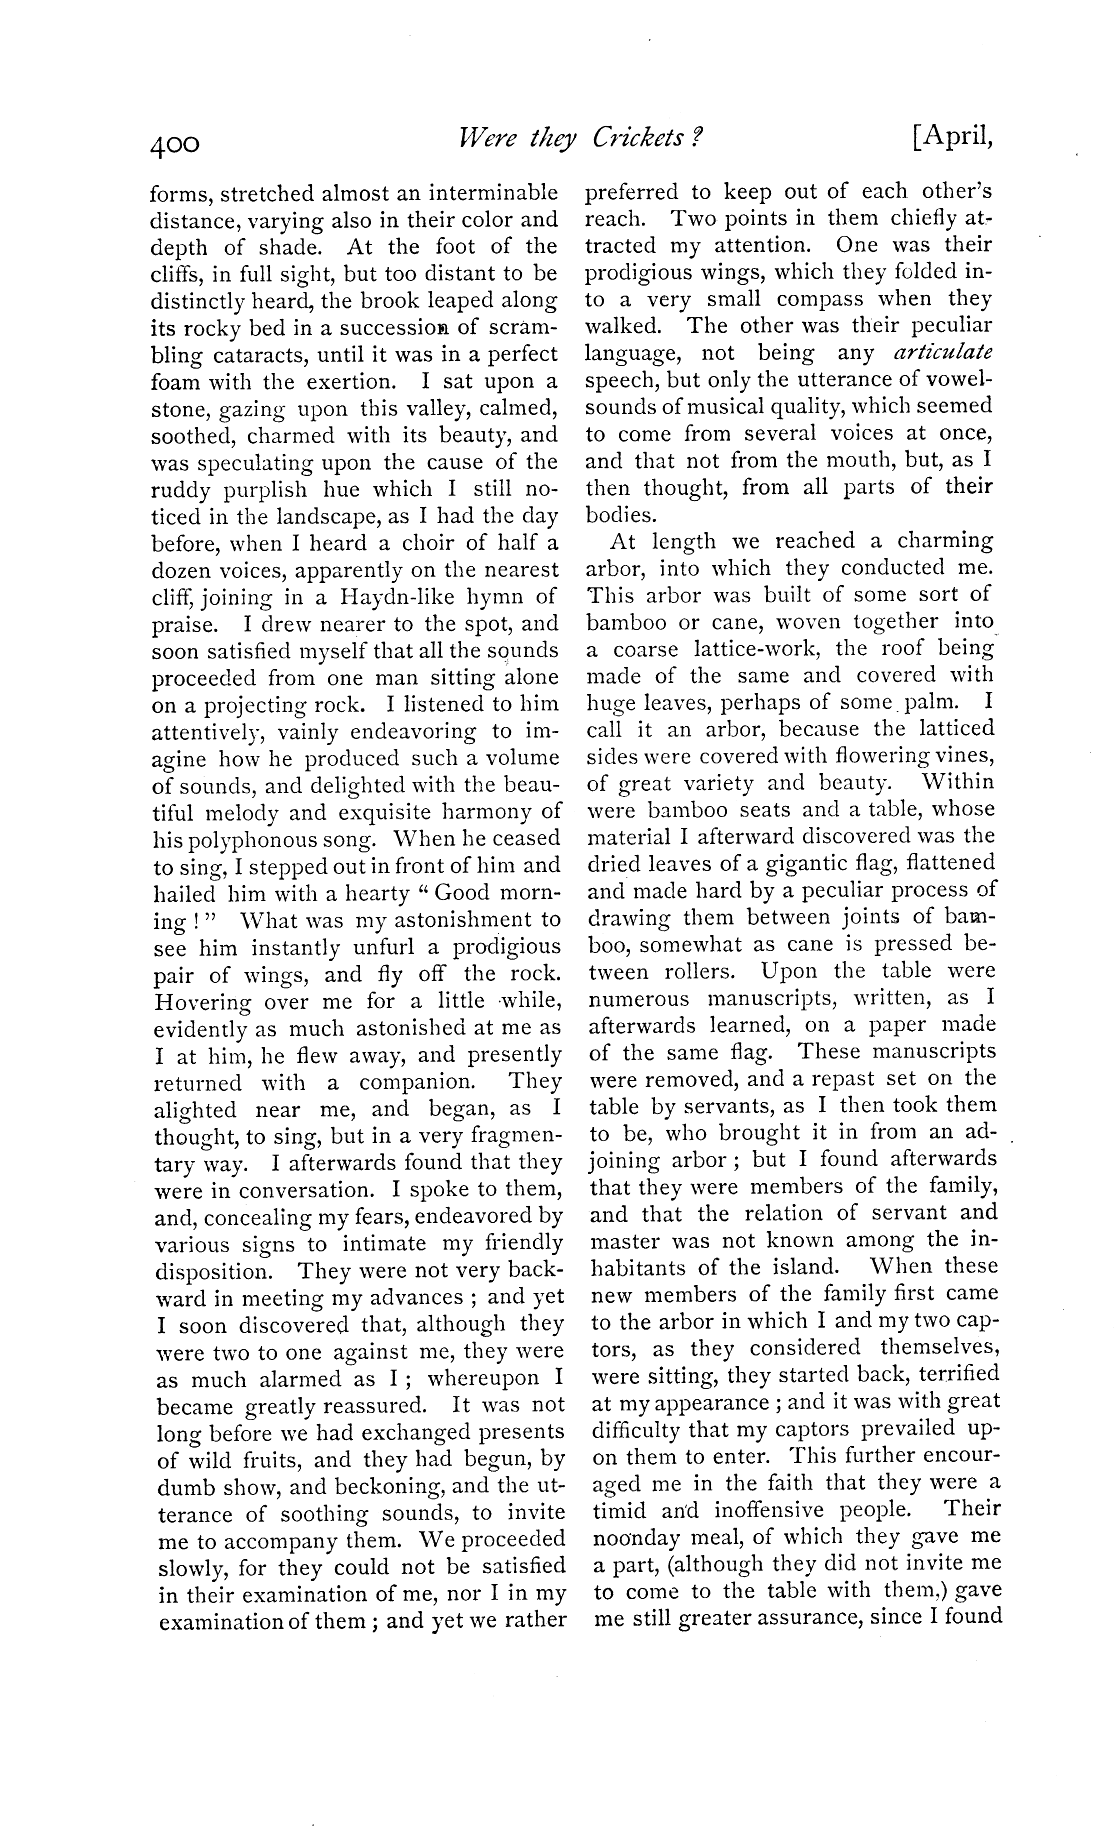 400
Were they Crickets?
[April,
forms, stretched almost an interminable
distance, varying also in their color and
depth of shade. At the foot of the
cliffs, in full sight, but too distant to be
distinctly heard, the brook leaped along
its rocky bed in a succession of scram-
bling cataracts, until it was in a perfect
foam with the exertion. I sat upon a
stone, gazing upon this valley, calmed,
soothed, charmed with its beauty, and
was speculating upon the cause of the
ruddy purplish hue which I still no-
ticed in the landscape, as I had the day
before, when I heard a choir of half a
dozen voices, apparently on the nearest
cliff, joining in a Haydn-like hymn of
praise. I drew nearer to the spot, and
soon satisfied myself that all the sounds
proceeded from one man sitting alone
on a projecting rock. I listened to him
attentively, vainly endeavoring to im-
agine how he produced such a volume
of sounds, and delighted with the beau-
tiful melody and exquisite harmony of
his polyphonous song. When he ceased
to sing, I stepped out in front of him and
hailed him with a hearty "Good morn-
ing!" What was my astonishment to
see him instantly unfurl a prodigious
pair of wings, and fly off the rock.
Hovering over me for a little while,
evidently as much astonished at me as
I at him, he flew away, and presently
returned with a companion. They
alighted near me, and began, as I
thought, to sing, but in a very fragmen-
tary way. I afterwards found that they
were in conversation. I spoke to them,
and, concealing my fears, endeavored by
various signs to intimate my friendly
disposition. They were not very back-
ward in meeting my advances; and yet
I soon discovered that, although they
were two to one against me, they were
as much alarmed as I; whereupon I
became greatly reassured. It was not
long before we had exchanged presents
of wild fruits, and they had begun, by
dumb show, and beckoning, and the ut-
terance of soothing sounds, to invite
me to accompany them. We proceeded
slowly, for they could not be satisfied
in their examination of me, nor I in my
examination of them; and yet we rather
preferred to keep out of each other's
reach. Two points in them chiefly at-
tracted my attention. One was their
prodigious wings, which they folded in-
to a very small compass when they
walked. The other was their peculiar
language, not being any articulate
speech, but only the utterance of vowel-
sounds of musical quality, which seemed
to come from several voices at once,
and that not from the mouth, but, as I
then thought, from all parts of their
bodies.
At length we reached a charming
arbor, into which they conducted me.
This arbor was built of some sort of
bamboo or cane, woven together into
a coarse lattice-work, the roof being
made of the same and covered with
huge leaves, perhaps of some palm. I
call it an arbor, because the latticed
sides were covered with flowering vines,
of great variety and beauty. Within
were bamboo seats and a table, whose
material I afterward discovered was the
dried leaves of a gigantic flag, flattened
and made hard by a peculiar process of
drawing them between joints of bam-
boo, somewhat as cane is pressed be-
tween rollers. Upon the table were
numerous manuscripts, written, as I
afterwards learned, on a paper made
of the same flag. These manuscripts
were removed, and a repast set on the
table by servants, as I then took them
to be, who brought it in from an ad-
joining arbor; but I found afterwards
that they were members of the family,
and that the relation of servant and
master was not known among the in-
habitants of the island. When these
new members of the family first came
to the arbor in which I and my two cap-
tors, as they considered themselves,
were sitting, they started back, terrified
at my appearance; and it was with great
difficulty that my captors prevailed up-
on them to enter. This further encour-
aged me in the faith that they were a
timid and inoffensive people. Their
noonday meal, of which they gave me
a part, (although they did not invite me
to come to the table with them,) gave
me still greater assurance, since I found